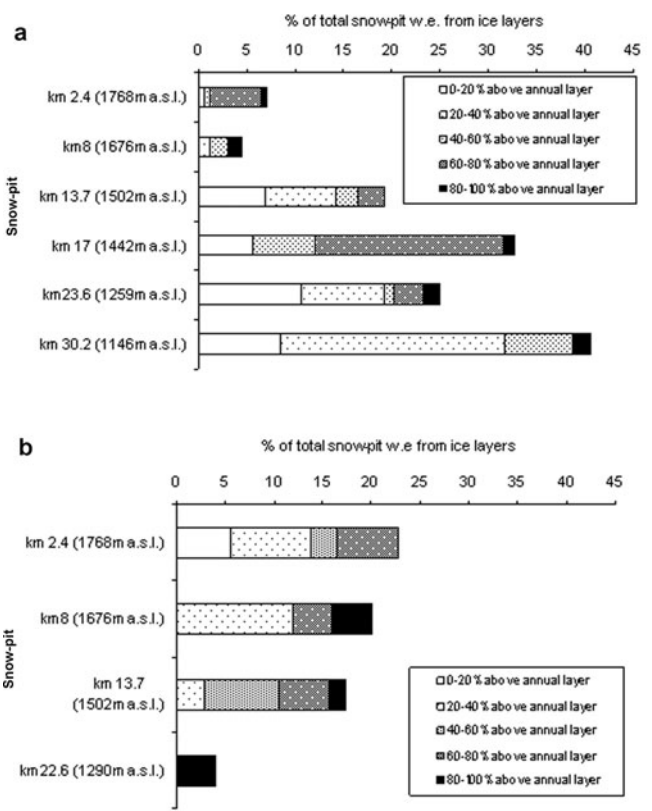 a
% of total snow-pit w.e. from ice layers
0 5 10 15 20 25 30 35 40 45
Snow-pit
km 2.4 (1768m a.s.l.)
km8 (1676m a.s.l.)
km 13.7 (1502m a.s.l.)
km 17 (1442m a.s.l.)
km23.6 (1259m a.s.l.)
km 30.2 (1146m a.s.l.)
0-20 % above annual layer
20-40 % above annual layer
40-60 % above annual layer
60-80 % above annual layer
80-100 % above annual layer
b
% of total snow-pit w.e from ice layers
0 5 10 15 20 25 30 35 40 45
Snow-pit
km 2.4 (1768m a.s.l.)
km8 (1676m a.s.l.)
km 13.7
(1502m a.s.l.)
km22.6 (1290m a.s.l.)
0-20 % above annual layer
20-40 % above annual layer
40-60 % above annual layer
60-80 % above annual layer
80-100 % above annual layer